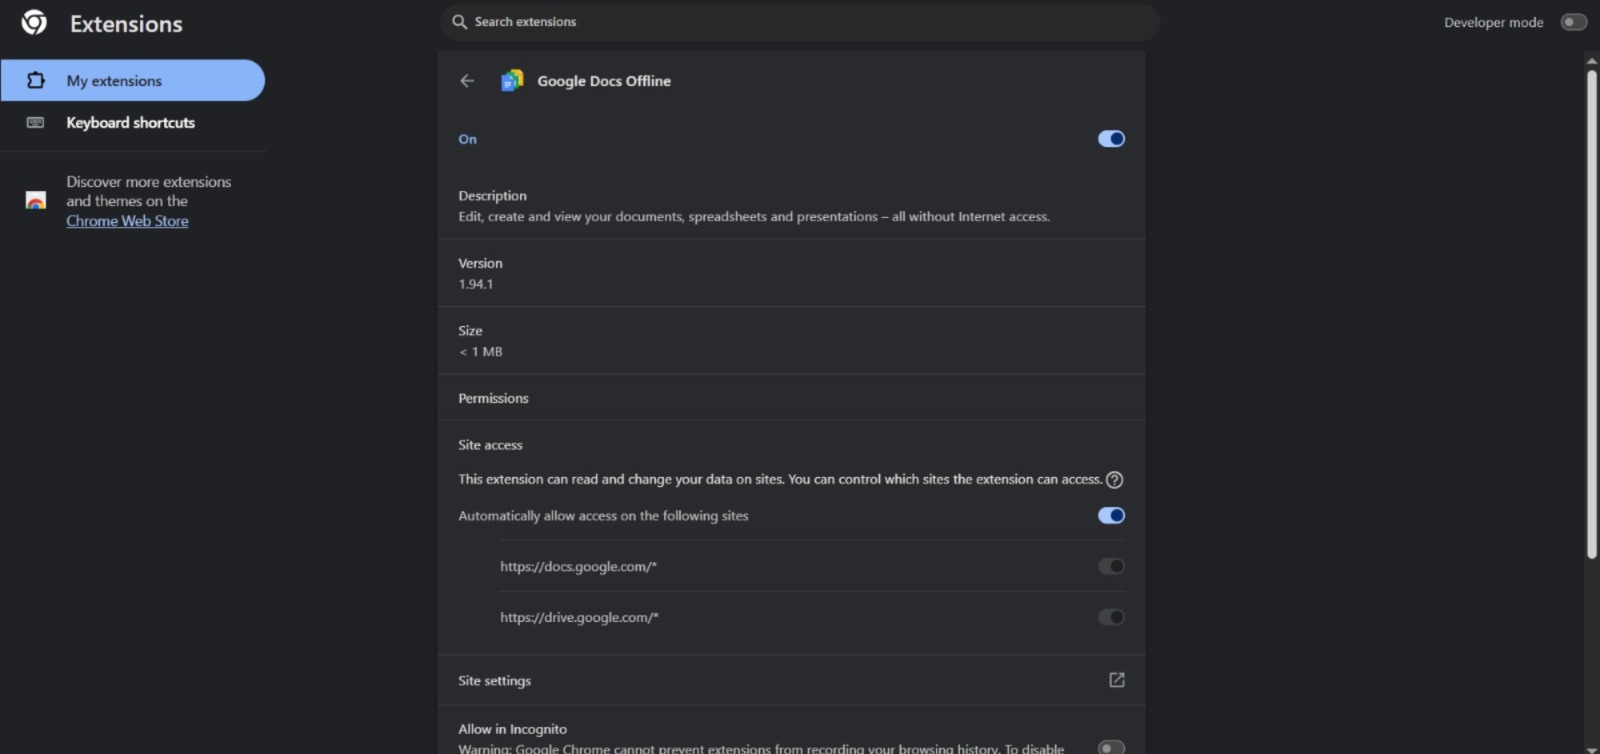 Extensions
Search extensions
Developer mode
My extensions
Keyboard shortcuts
Discover more extensions
and themes on the
Chrome Web Store
Google Docs Offline
On
Description
Edit, create and view your documents, spreadsheets and presentations – all without Internet access.
Version
1.94.1
Size
< 1 MB
Permissions
Site access
This extension can read and change your data on sites. You can control which sites the extension can access.
Automatically allow access on the following sites
https://docs.google.com/*
https://drive.google.com/*
Site settings
Allow in Incognito
Warning: Google Chrome cannot prevent extensions from recording your browsing history. To disable